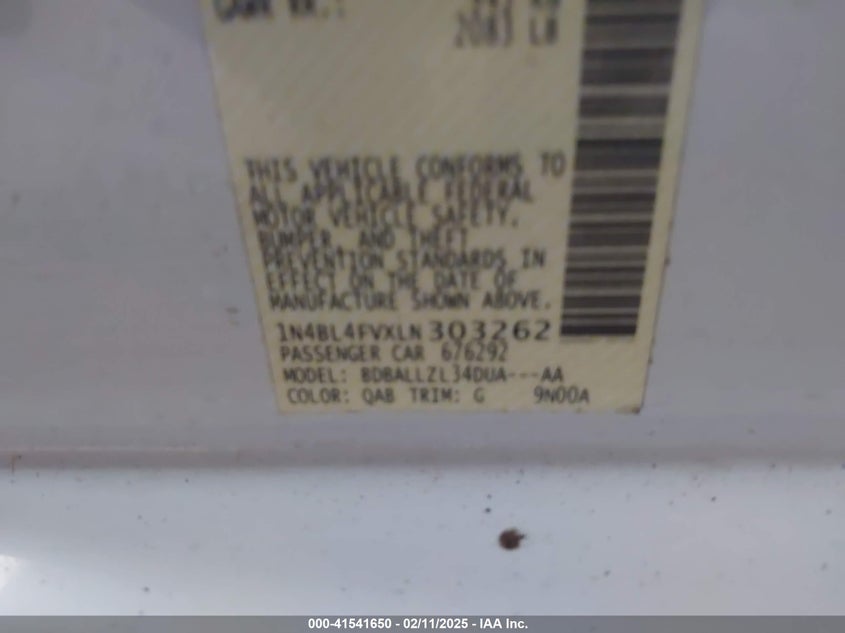 GAWR RR.:
2083 LB
THIS VEHICLE CONFORMS TO
ALL APPLICABLE FEDERAL
MOTOR VEHICLE SAFETY,
BUMPER, AND THEFT
PREVENTION STANDARDS IN
EFFECT ON THE DATE OF
MANUFACTURE SHOWN ABOVE.
1N4BL4FVXLN303262
PASSENGER CAR 676292
MODEL: BDBALLZL34DUA---AA
COLOR: QAB TRIM: G 9N00A
000-41541650 - 02/11/2025 - IAA Inc.